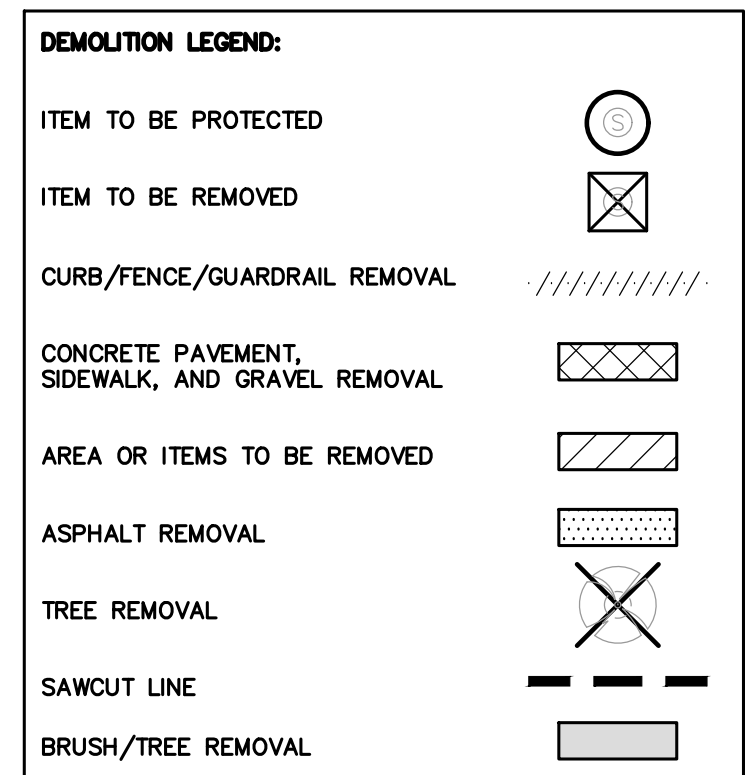 DEMOLITION LEGEND:
ITEM TO BE PROTECTED
S
ITEM TO BE REMOVED
S
CURB/FENCE/GUARDRAIL REMOVAL
CONCRETE PAVEMENT,
SIDEWALK, AND GRAVEL REMOVAL
AREA OR ITEMS TO BE REMOVED
ASPHALT REMOVAL
TREE REMOVAL
SAWCUT LINE
BRUSH/TREE REMOVAL